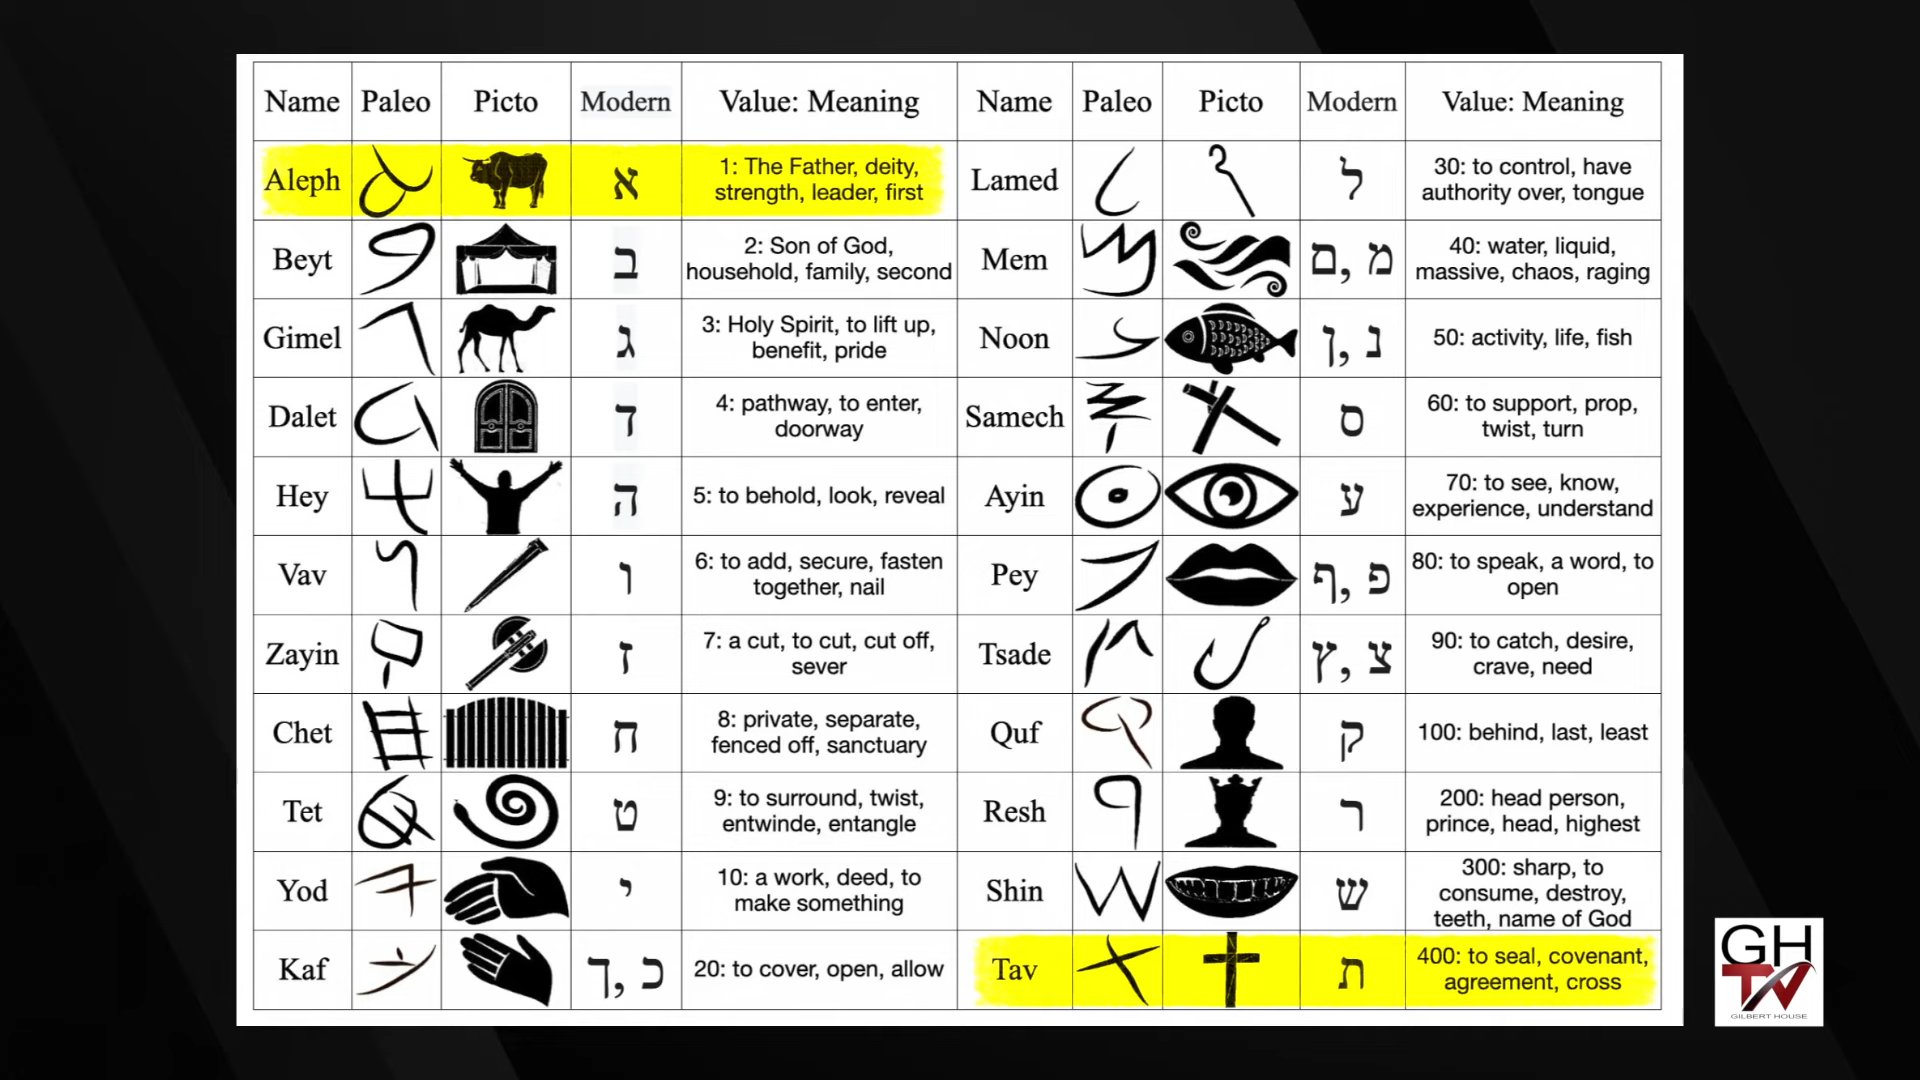 Name Paleo Picto Modern Value: Meaning Name Paleo Picto Modern Value: Meaning
Aleph א 1: The Father, deity,
strength, leader, first
Lamed ל 30: to control, have
authority over, tongue
Beyt ב 2: Son of God,
household, family, second
Mem ם, מ 40: water, liquid,
massive, chaos, raging
Gimel ג 3: Holy Spirit, to lift up,
benefit, pride
Noon ן, נ 50: activity, life, fish
Dalet ד 4: pathway, to enter,
doorway
Samech ס 60: to support, prop,
twist, turn
Hey ה 5: to behold, look, reveal
Ayin ע 70: to see, know,
experience, understand
Vav ו 6: to add, secure, fasten
together, nail
Pey ף, פ 80: to speak, a word, to
open
Zayin ז 7: a cut, to cut, cut off,
sever
Tsade ץ, צ 90: to catch, desire,
crave, need
Chet ח 8: private, separate,
fenced off, sanctuary
Quf ק 100: behind, last, least
Tet ט 9: to surround, twist,
entwinde, entangle
Resh ר 200: head person,
prince, head, highest
Yod י 10: a work, deed, to
make something
Shin ש 300: sharp, to
consume, destroy,
teeth, name of God
Kaf ך, כ 20: to cover, open, allow
Tav ת 400: to seal, covenant,
agreement, cross
GH
TV
GILBERT HOUSE